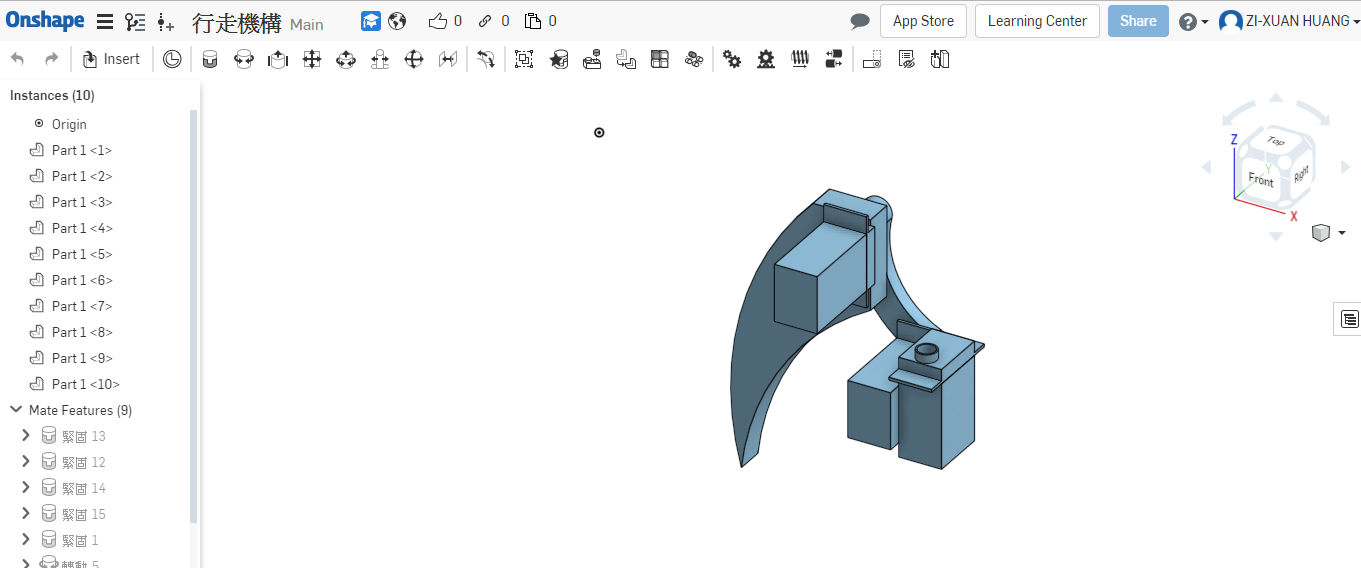 Onshape 行走機構 Main 0 0 0 App Store Learning Center Share ZI-XUAN HUANG
Insert
Instances (10)
Origin
Part 1 <1>
Part 1 <2>
Part 1 <3>
Part 1 <4>
Part 1 <5>
Part 1 <6>
Part 1 <7>
Part 1 <8>
Part 1 <9>
Part 1 <10>
Mate Features (9)
緊固 13
緊固 12
緊固 14
緊固 15
緊固 1
轉動 5
Z
Top
Y
Front
Right
X